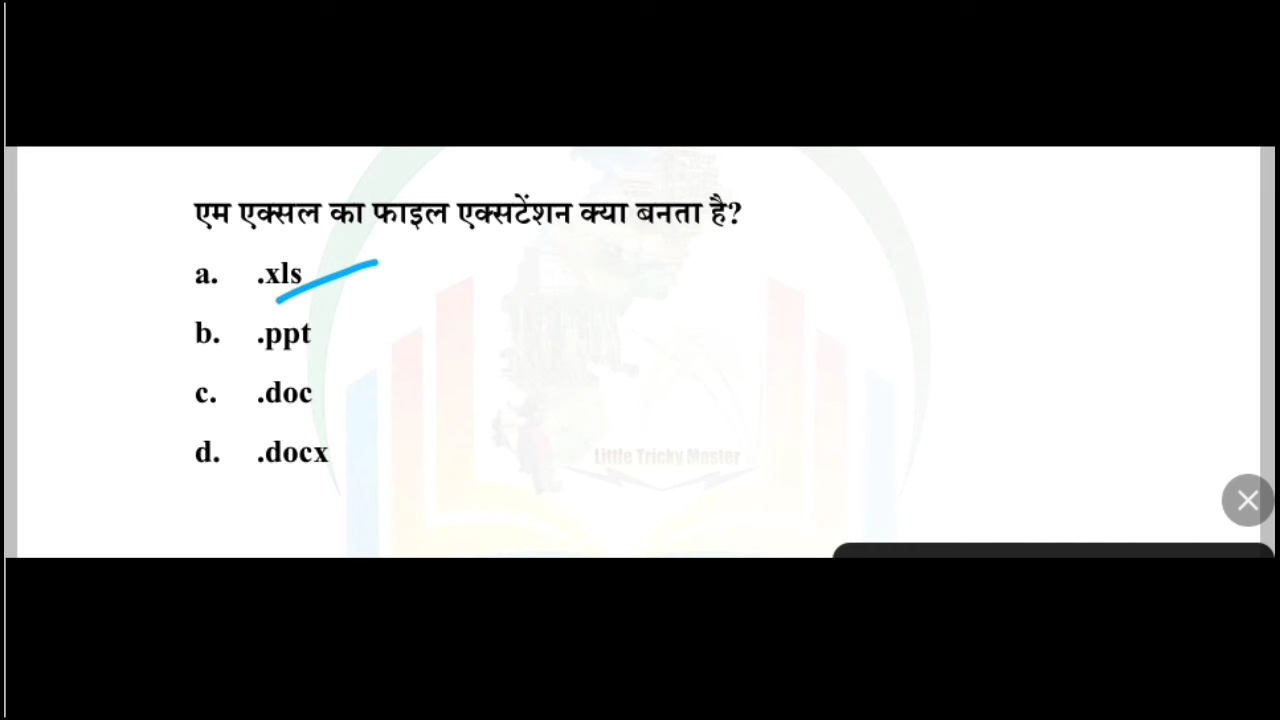 एम एक्सल का फाइल एक्सटेंशन क्या बनता है?
a. .xls
b. .ppt
c. .doc
d. .docx
Little Tricky Master